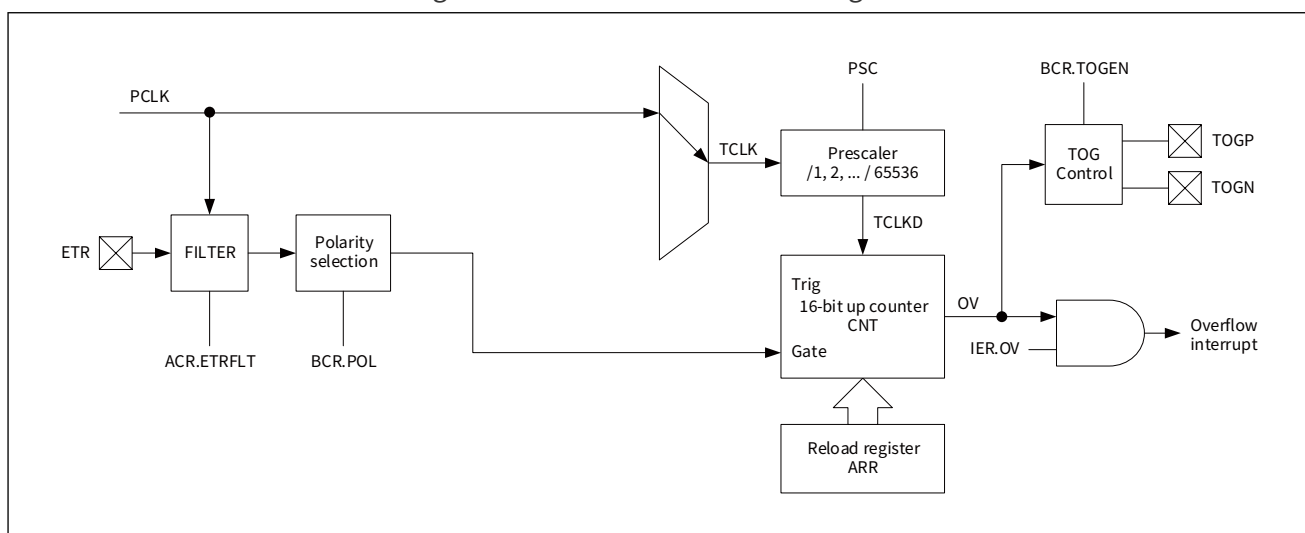 PCLK
PSC
BCR.TOGEN
TCLK
Prescaler
/1, 2, ... / 65536
TOG
Control
TOGP
TOGN
TCLKD
ETR
FILTER
Polarity
selection
Trig
16-bit up counter
CNT
Gate
OV
IER.OV
Overflow
interrupt
ACR.ETRFLT
BCR.POL
Reload register
ARR